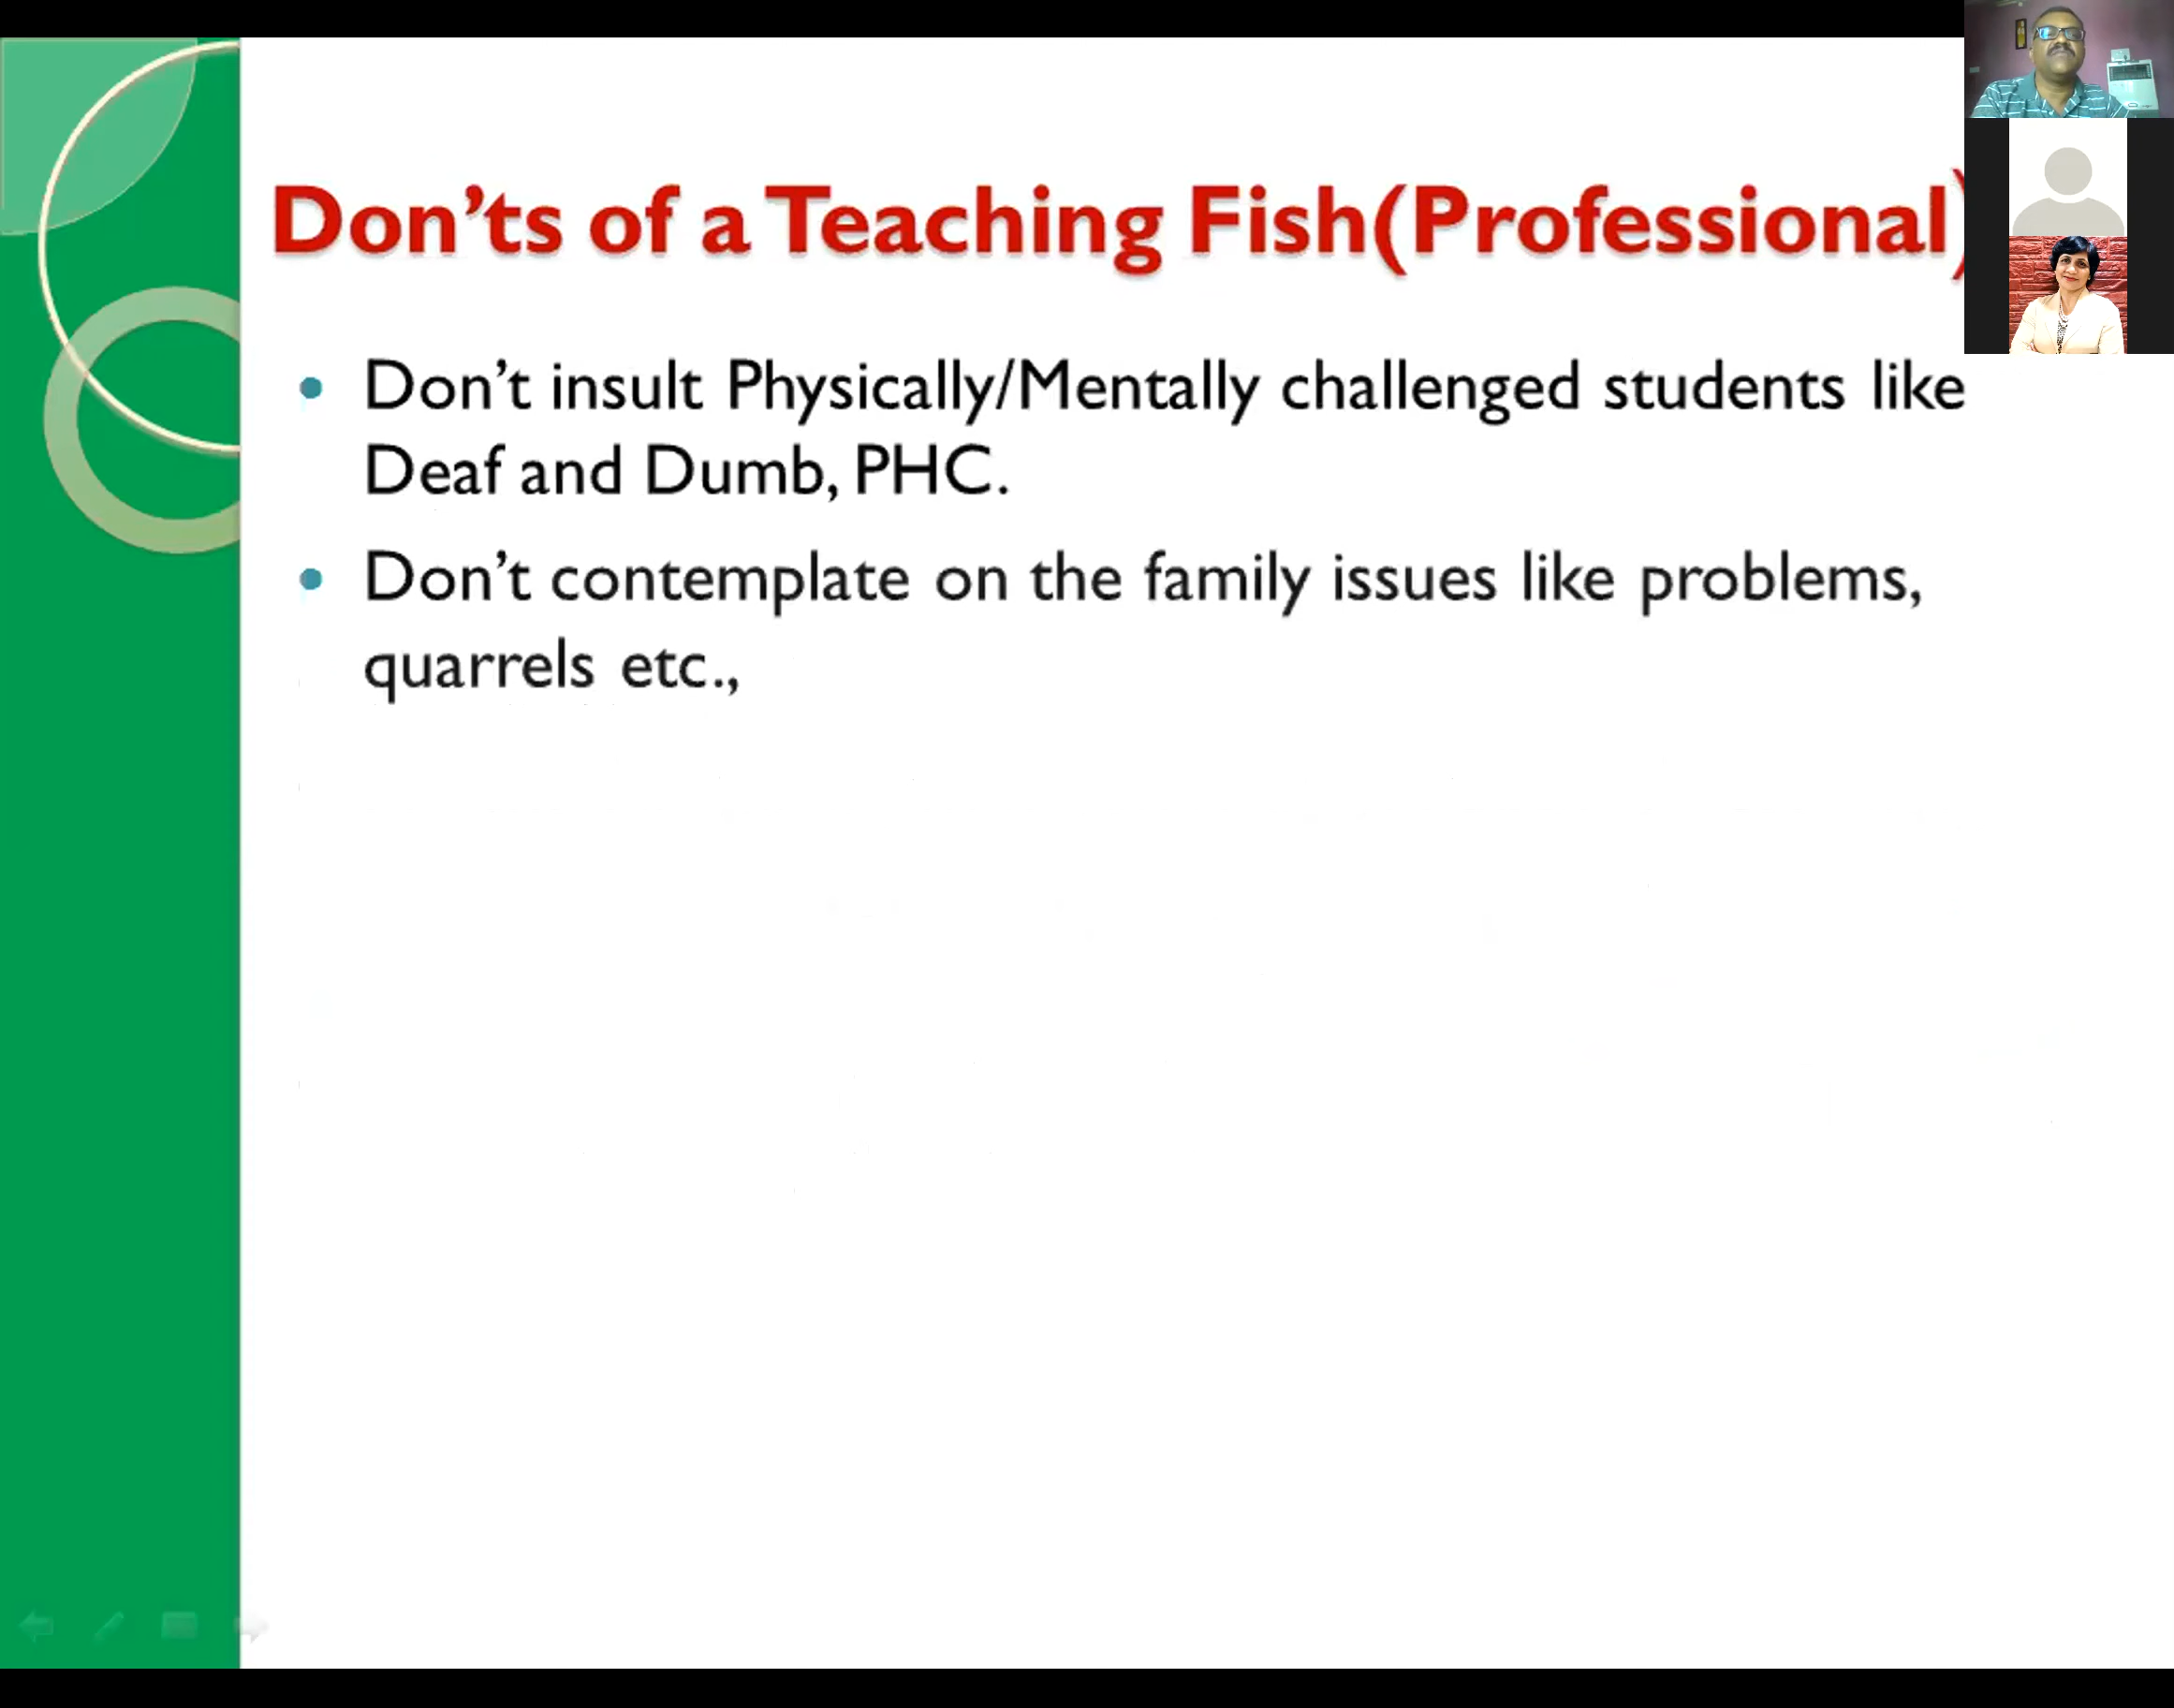 Don’ts of a Teaching Fish(Professional)
• Don’t insult Physically/Mentally challenged students like
Deaf and Dumb, PHC.
• Don’t contemplate on the family issues like problems,
quarrels etc.,